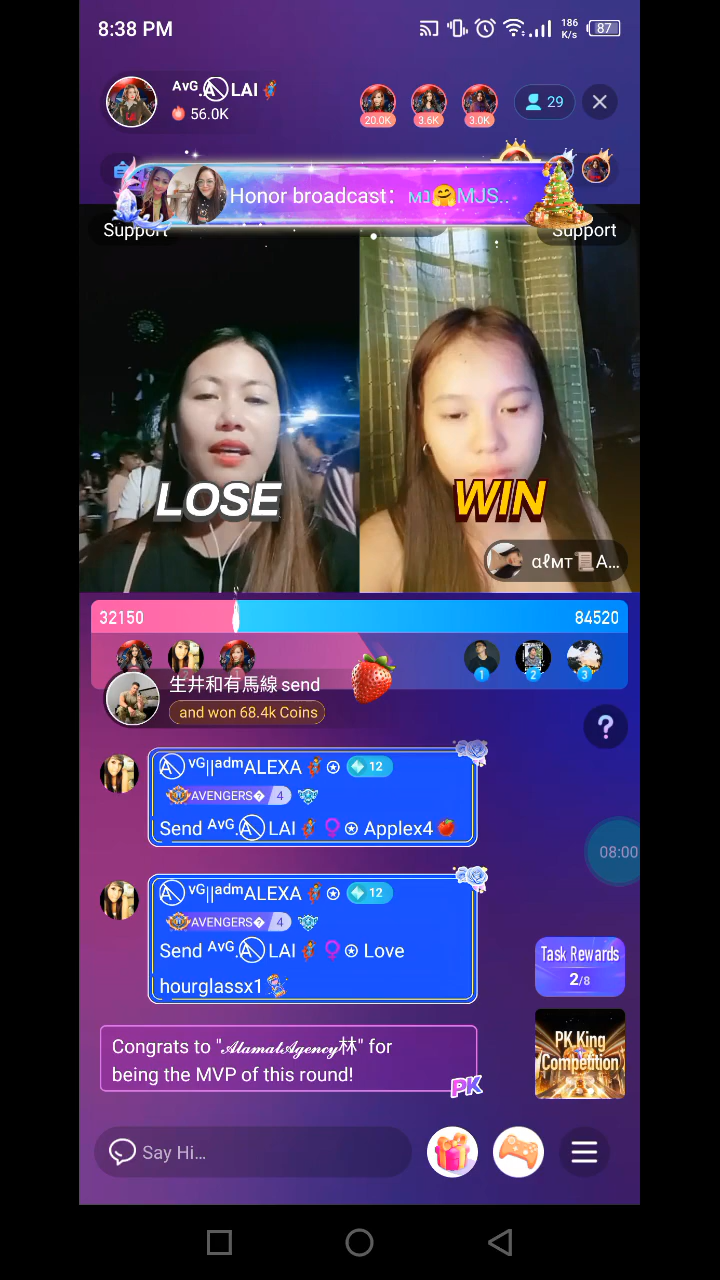 8:38 PM
186
K/s
87
ᴬᵛᴳ.A⃠LAI
56.0K
20.0K
3.6K
3.0K
29
Honor broadcast: ᴍɪ🤗MJS..
Support
Support
LOSE
WIN
αℓмт📜A...
32150
84520
1
2
3
生井和有馬線 send
and won 68.4k Coins
?
A⃠ ᵛᴳ||ᵃᵈᵐALEXA 12
AVENGERS� 4
Send ᴬᵛᴳ.A⃠LAI ♀ ⍟ Applex4 🍎
08:00
A⃠ ᵛᴳ||ᵃᵈᵐALEXA 12
AVENGERS� 4
Send ᴬᵛᴳ.A⃠LAI ♀ ⍟ Love
hourglassx1
Task Rewards
2/8
Congrats to "𝒜𝓁𝒶𝓂𝒶𝓉𝒜𝑔𝑒𝓃𝒸𝓎林" for
being the MVP of this round!
PK
PK King
Competition
Say Hi...